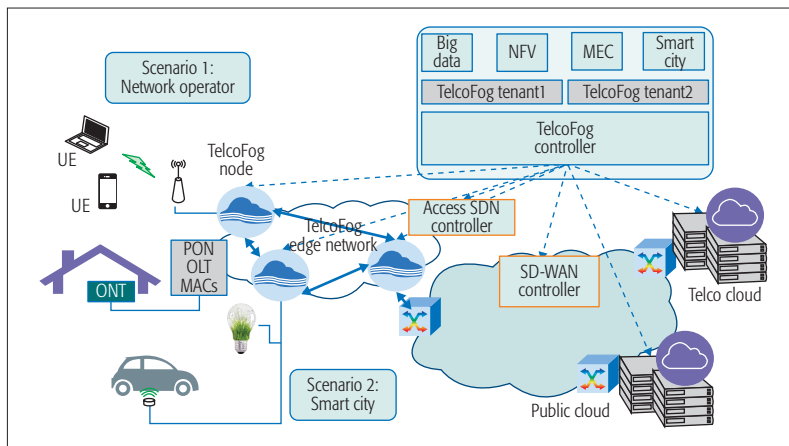 Scenario 1:
Network operator
Big
data
NFV
MEC
Smart
city
TelcoFog tenant1
TelcoFog tenant2
TelcoFog
controller
UE
UE
TelcoFog
node
TelcoFog
edge network
Access SDN
controller
SD-WAN
controller
PON
OLT
MACs
ONT
Telco cloud
Scenario 2:
Smart city
Public cloud